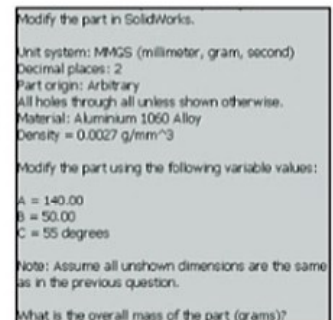 Modify the part in SolidWorks.
Unit system: MMGS (millimeter, gram, second)
Decimal places: 2
Part origin: Arbitrary
All holes through all unless shown otherwise.
Material: Aluminium 1060 Alloy
Density = 0.0027 g/mm^3
Modify the part using the following variable values:
A = 140.00
B = 50.00
C = 55 degrees
Note: Assume all unshown dimensions are the same
as in the previous question.
What is the overall mass of the part (grams)?